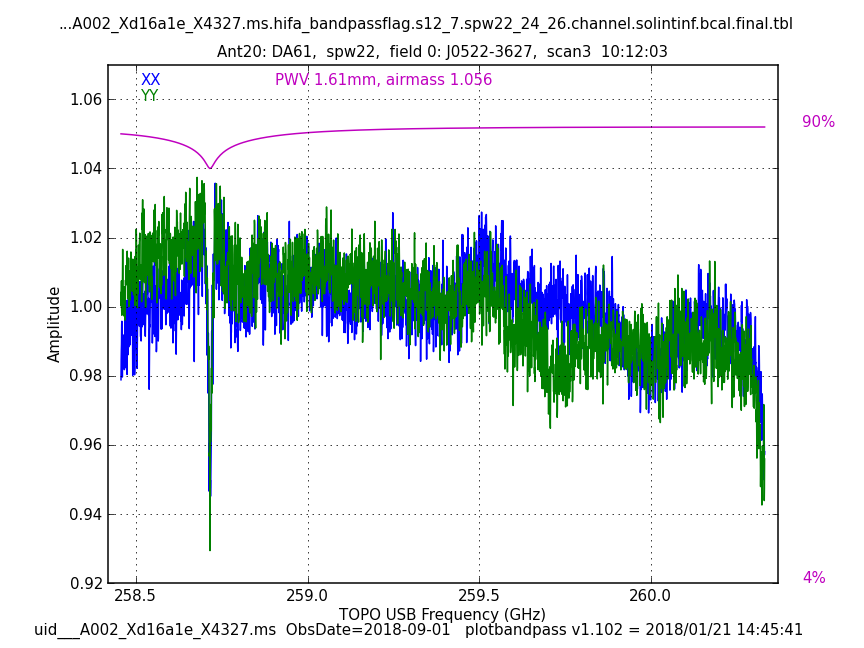 ...A002_Xd16a1e_X4327.ms.hifa_bandpassflag.s12_7.spw22_24_26.channel.solintinf.bcal.final.tbl
Ant20: DA61, spw22, field 0: J0522-3627, scan3 10:12:03
XX
PWV 1.61mm, airmass 1.056
YY
1.06
90%
1.04
1.02
1.00
Amplitude
0.98
0.96
0.94
4%
0.92
258.5 259.0 259.5 260.0
TOPO USB Frequency (GHz)
uid___A002_Xd16a1e_X4327.ms ObsDate=2018-09-01 plotbandpass v1.102 = 2018/01/21 14:45:41